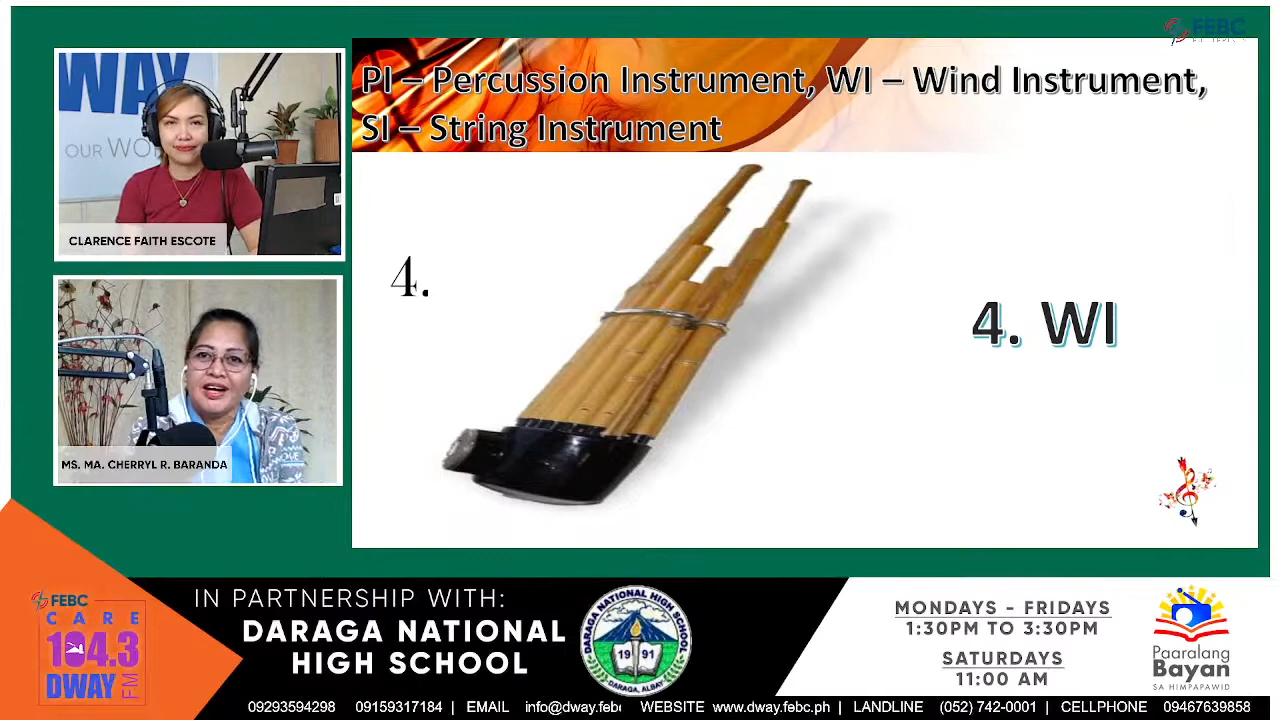 FEBC
PI – Percussion Instrument, WI – Wind Instrument,
SI – String Instrument
WAY
OUR WO
CLARENCE FAITH ESCOTE
4.
4. WI
MS. MA. CHERRYL R. BARANDA
FEBC
CARE
104.3
DWAY
FM
IN PARTNERSHIP WITH:
DARAGA NATIONAL
HIGH SCHOOL
DARAGA NATIONAL HIGH SCHOOL
1991
DARAGA, ALBAY
MONDAYS - FRIDAYS
1:30PM TO 3:30PM
SATURDAYS
11:00 AM
Paaralang
Bayan
SA HIMPAPAWID
09293594298 09159317184 | EMAIL info@dway.febc WEBSITE www.dway.febc.ph | LANDLINE (052) 742-0001 | CELLPHONE 09467639858